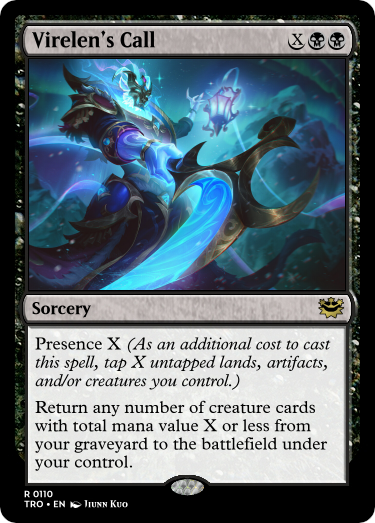 Virelen's Call X
Sorcery
Presence X (As an additional cost to cast
this spell, tap X untapped lands, artifacts,
and/or creatures you control.)
Return any number of creature cards
with total mana value X or less from
your graveyard to the battlefield under
your control.
R 0110
TRO • EN Jiunn Kuo